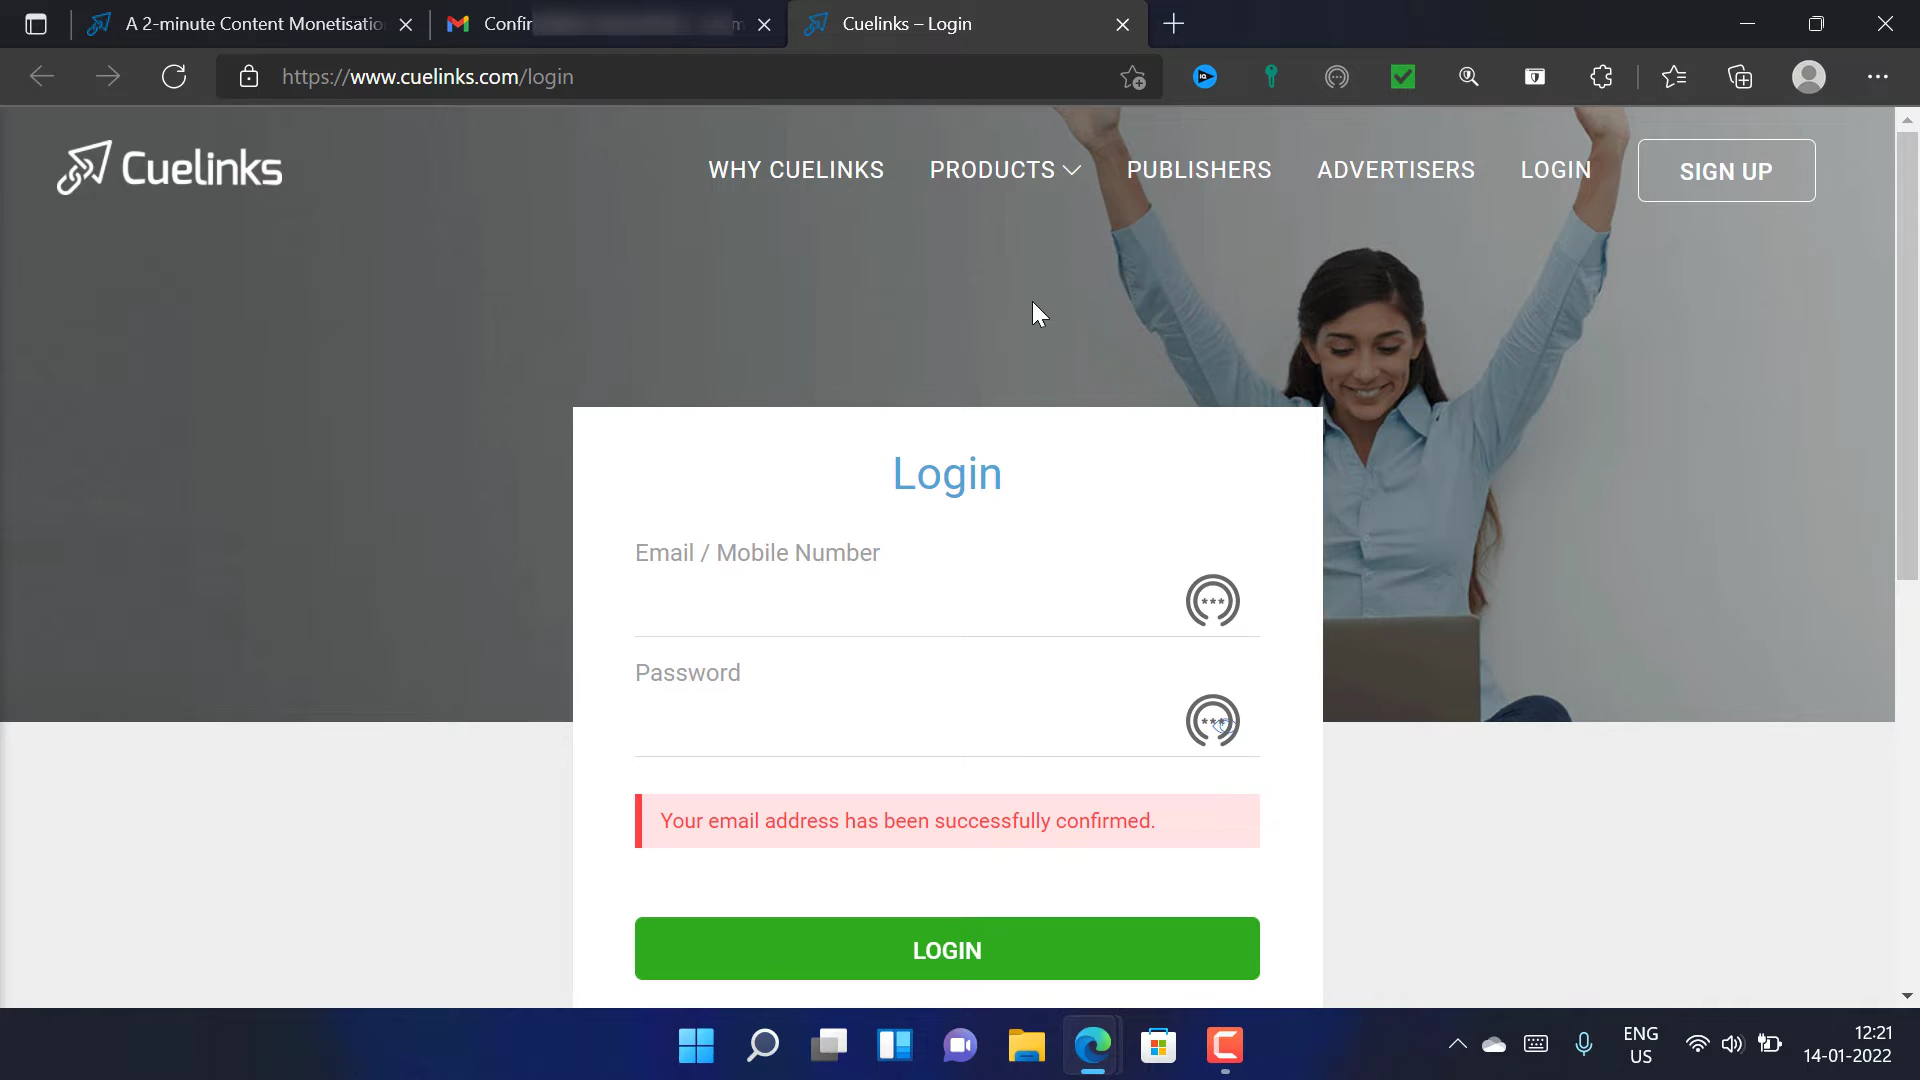 A 2-minute Content Monetisatio
Confir
Cuelinks – Login
https://www.cuelinks.com/login
Cuelinks
WHY CUELINKS
PRODUCTS
PUBLISHERS
ADVERTISERS
LOGIN
SIGN UP
Login
Email / Mobile Number
Password
Your email address has been successfully confirmed.
LOGIN
ENG
US
12:21
14-01-2022